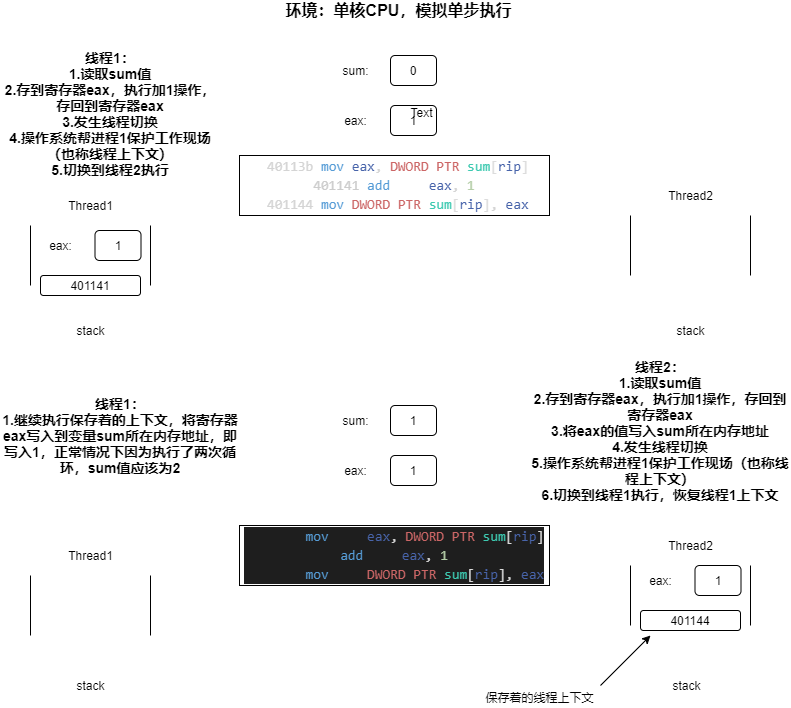 环境：单核CPU，模拟单步执行
线程1：
1.读取sum值
2.存到寄存器eax，执行加1操作，
存回到寄存器eax
3.发生线程切换
4.操作系统帮进程1保护工作现场
（也称线程上下文）
5.切换到线程2执行
sum:
0
eax:
1
Text
40113b mov eax, DWORD PTR sum[rip]
401141 add eax, 1
401144 mov DWORD PTR sum[rip], eax
Thread1
eax:
1
401141
stack
Thread2
stack
线程1：
1.继续执行保存着的上下文，将寄存器
eax写入到变量sum所在内存地址，即
写入1，正常情况下因为执行了两次循
环，sum值应该为2
sum:
1
eax:
1
线程2：
1.读取sum值
2.存到寄存器eax，执行加1操作，存回到
寄存器eax
3.将eax的值写入sum所在内存地址
4.发生线程切换
5.操作系统帮进程1保护工作现场（也称线
程上下文）
6.切换到线程1执行，恢复线程1上下文
mov eax, DWORD PTR sum[rip]
add eax, 1
mov DWORD PTR sum[rip], eax
Thread1
stack
Thread2
eax:
1
401144
stack
保存着的线程上下文